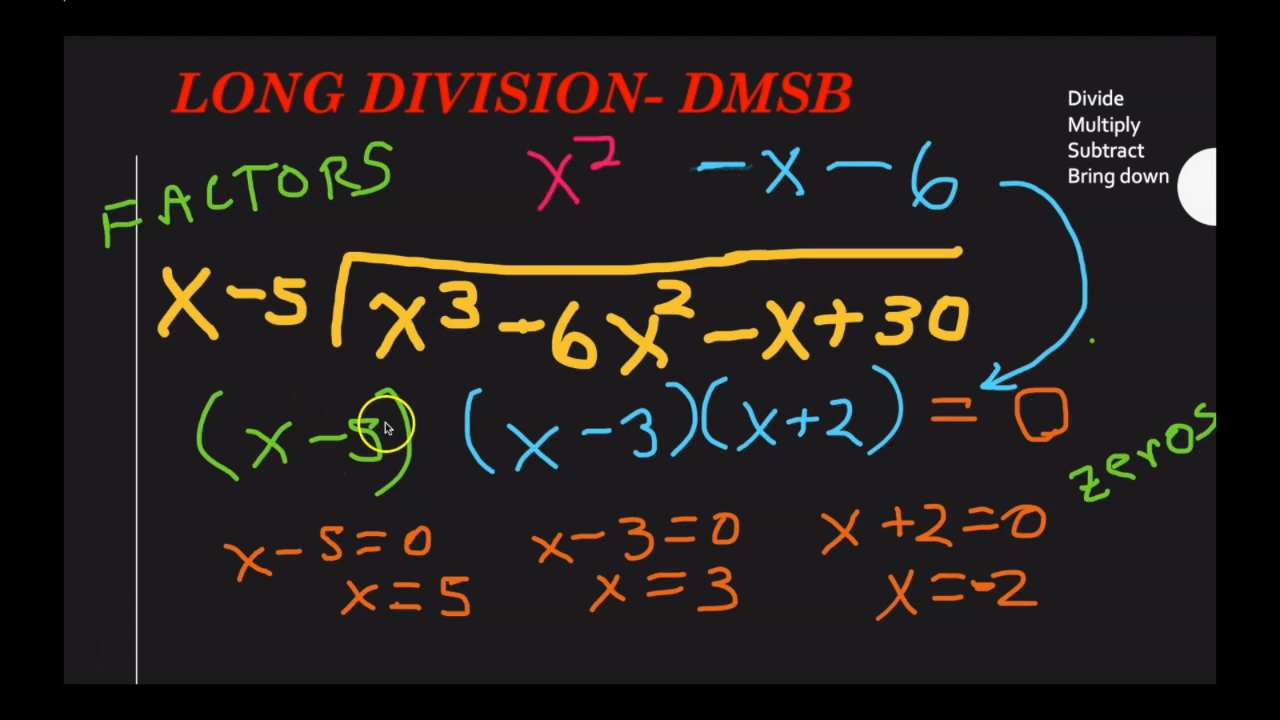 LONG DIVISION- DMSB
Divide
Multiply
Subtract
Bring down
FACTORS
x² - x - 6
x - 5 x³ - 6x² - x + 30
(x - 5) (x - 3)(x + 2) = 0
zeros
x - 5 = 0 x - 3 = 0 x + 2 = 0
x = 5 x = 3 x = -2